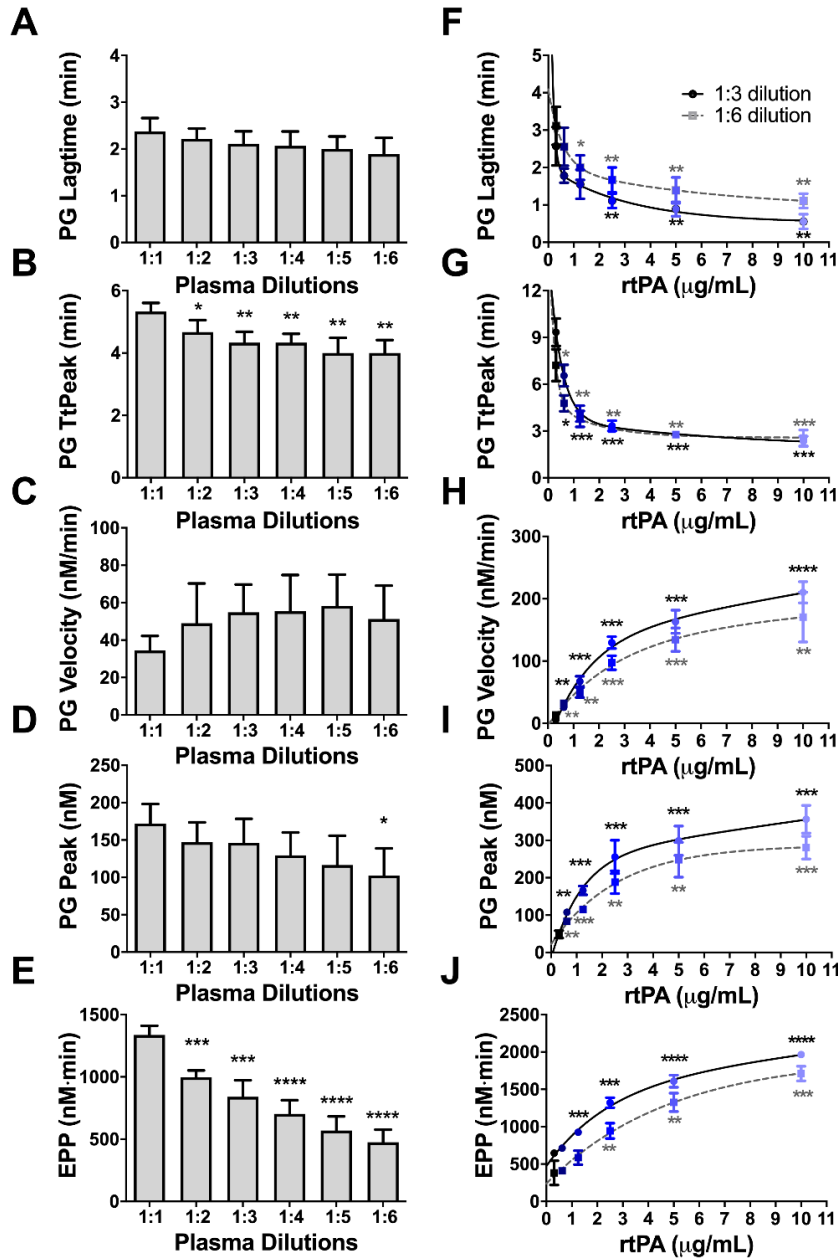 A
PG Lagtime (min)
4
3
2
1
0
1:1 1:2 1:3 1:4 1:5 1:6
Plasma Dilutions
B
PG TtPeak (min)
6
4
2
0
* ** ** ** **
1:1 1:2 1:3 1:4 1:5 1:6
Plasma Dilutions
C
PG Velocity (nM/min)
100
80
60
40
20
0
1:1 1:2 1:3 1:4 1:5 1:6
Plasma Dilutions
D
PG Peak (nM)
250
200
150
100
50
0
*
1:1 1:2 1:3 1:4 1:5 1:6
Plasma Dilutions
E
EPP (nM·min)
1500
1000
500
0
*** *** **** **** ****
1:1 1:2 1:3 1:4 1:5 1:6
Plasma Dilutions
F
PG Lagtime (min)
5
4
3
2
1
0
1:3 dilution
1:6 dilution
* ** ** **
** ** **
0 1 2 3 4 5 6 7 8 9 10 11
rtPA (μg/mL)
G
PG TtPeak (min)
12
9
6
3
0
* ** ** ** ***
* *** *** *** ***
0 1 2 3 4 5 6 7 8 9 10 11
rtPA (μg/mL)
H
PG Velocity (nM/min)
300
200
100
0
** *** *** *** ****
** ** *** *** **
0 1 2 3 4 5 6 7 8 9 10 11
rtPA (μg/mL)
I
PG Peak (nM)
500
400
300
200
100
0
** *** *** *** ***
** *** ** ** ***
0 1 2 3 4 5 6 7 8 9 10 11
rtPA (μg/mL)
J
EPP (nM·min)
2500
2000
1500
1000
500
0
*** *** **** ****
** ** ***
0 1 2 3 4 5 6 7 8 9 10 11
rtPA (μg/mL)